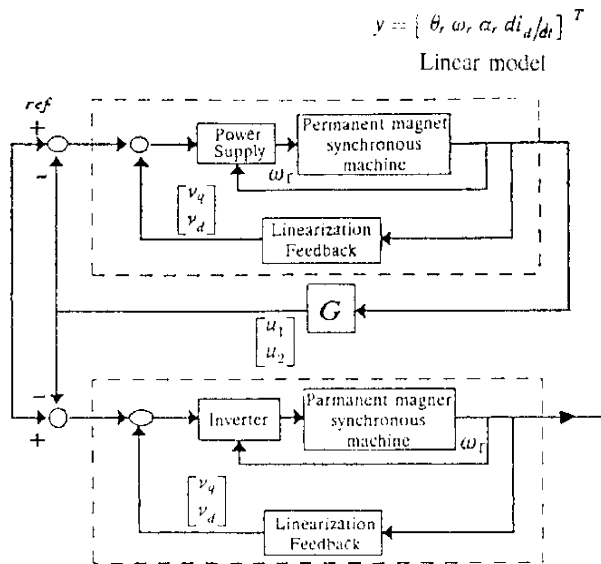 y = [ θr ωr αr did/dt ] T
Linear model
ref
+
−
Power
Supply
Permanent magner
synchronous
machine
ωr
[νq
νd]
Linearization
Feedback
G
[u1
u2]
−
+
Inverter
Parmanent magner
synchronous
machine
ωr
[νq
νd]
Linearization
Feedback